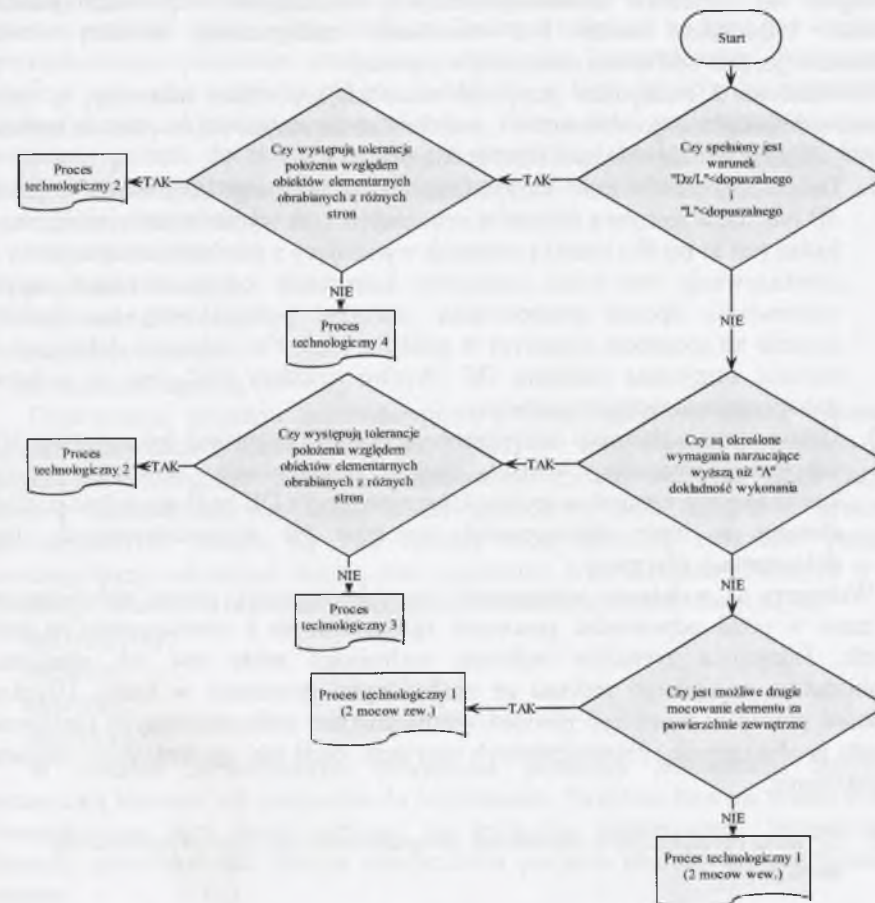 Start
Czy spełniony jest
warunek
"Dz/L"<dopuszalnego
i
"L"<dopuszalnego
TAK
Czy występują tolerancje
położenia względem
obiektów elementarnych
obrabianych z różnych
stron
TAK
Proces
technologiczny 2
NIE
Proces
technologiczny 4
NIE
Czy są określone
wymagania narzucające
wyższą niż "A"
dokładność wykonania
TAK
Czy występują tolerancje
położenia względem
obiektów elementarnych
obrabianych z różnych
stron
TAK
Proces
technologiczny 2
NIE
Proces
technologiczny 3
NIE
Czy jest możliwe drugie
mocowanie elementu za
powierzchnie zewnętrzne
TAK
Proces technologiczny 1
(2 mocow zew.)
NIE
Proces technologiczny 1
(2 mocow wew.)